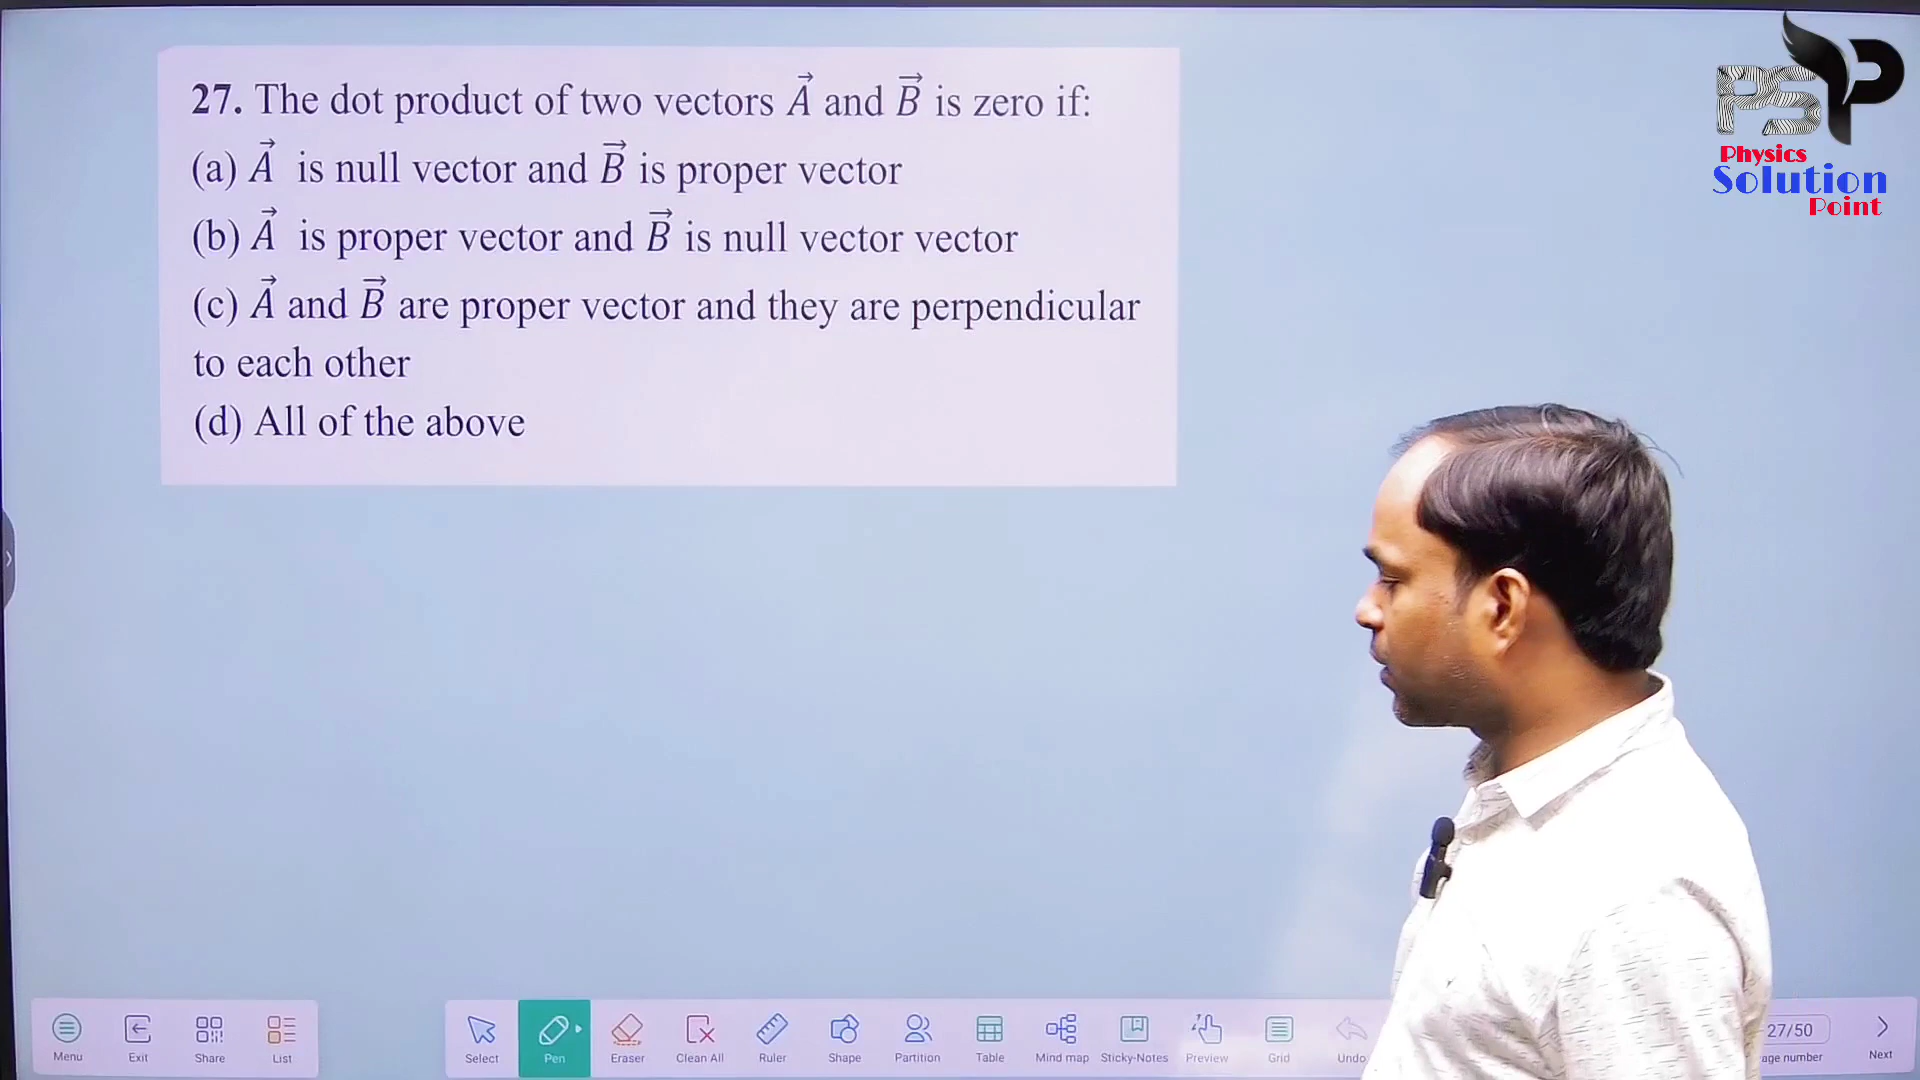 27. The dot product of two vectors A⃗ and B⃗ is zero if:
(a) A⃗ is null vector and B⃗ is proper vector
(b) A⃗ is proper vector and B⃗ is null vector vector
(c) A⃗ and B⃗ are proper vector and they are perpendicular
to each other
(d) All of the above
PSP
Physics
Solution
Point
Menu Exit Share List Select Pen Eraser Clean All Ruler Shape Partition Table Mind map Sticky-Notes Preview Grid Undo
27/50
number
Next